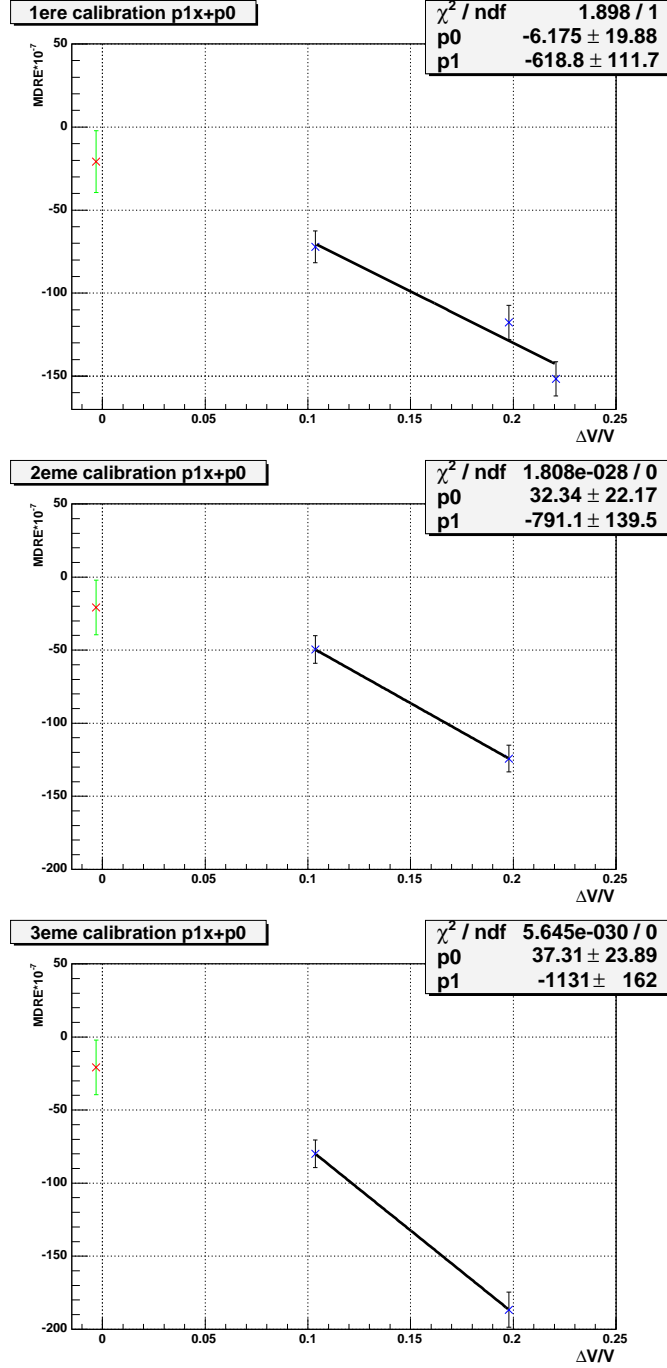 1ere calibration p1x+p0
χ² / ndf 1.898 / 1
p0 -6.175 ± 19.88
p1 -618.8 ± 111.7
MDRE*10⁻⁷
50
0
-50
-100
-150
0 0.05 0.1 0.15 0.2 0.25
ΔV/V
2eme calibration p1x+p0
χ² / ndf 1.808e-028 / 0
p0 32.34 ± 22.17
p1 -791.1 ± 139.5
MDRE*10⁻⁷
50
0
-50
-100
-150
-200
0 0.05 0.1 0.15 0.2 0.25
ΔV/V
3eme calibration p1x+p0
χ² / ndf 5.645e-030 / 0
p0 37.31 ± 23.89
p1 -1131 ± 162
MDRE*10⁻⁷
50
0
-50
-100
-150
-200
0 0.05 0.1 0.15 0.2 0.25
ΔV/V